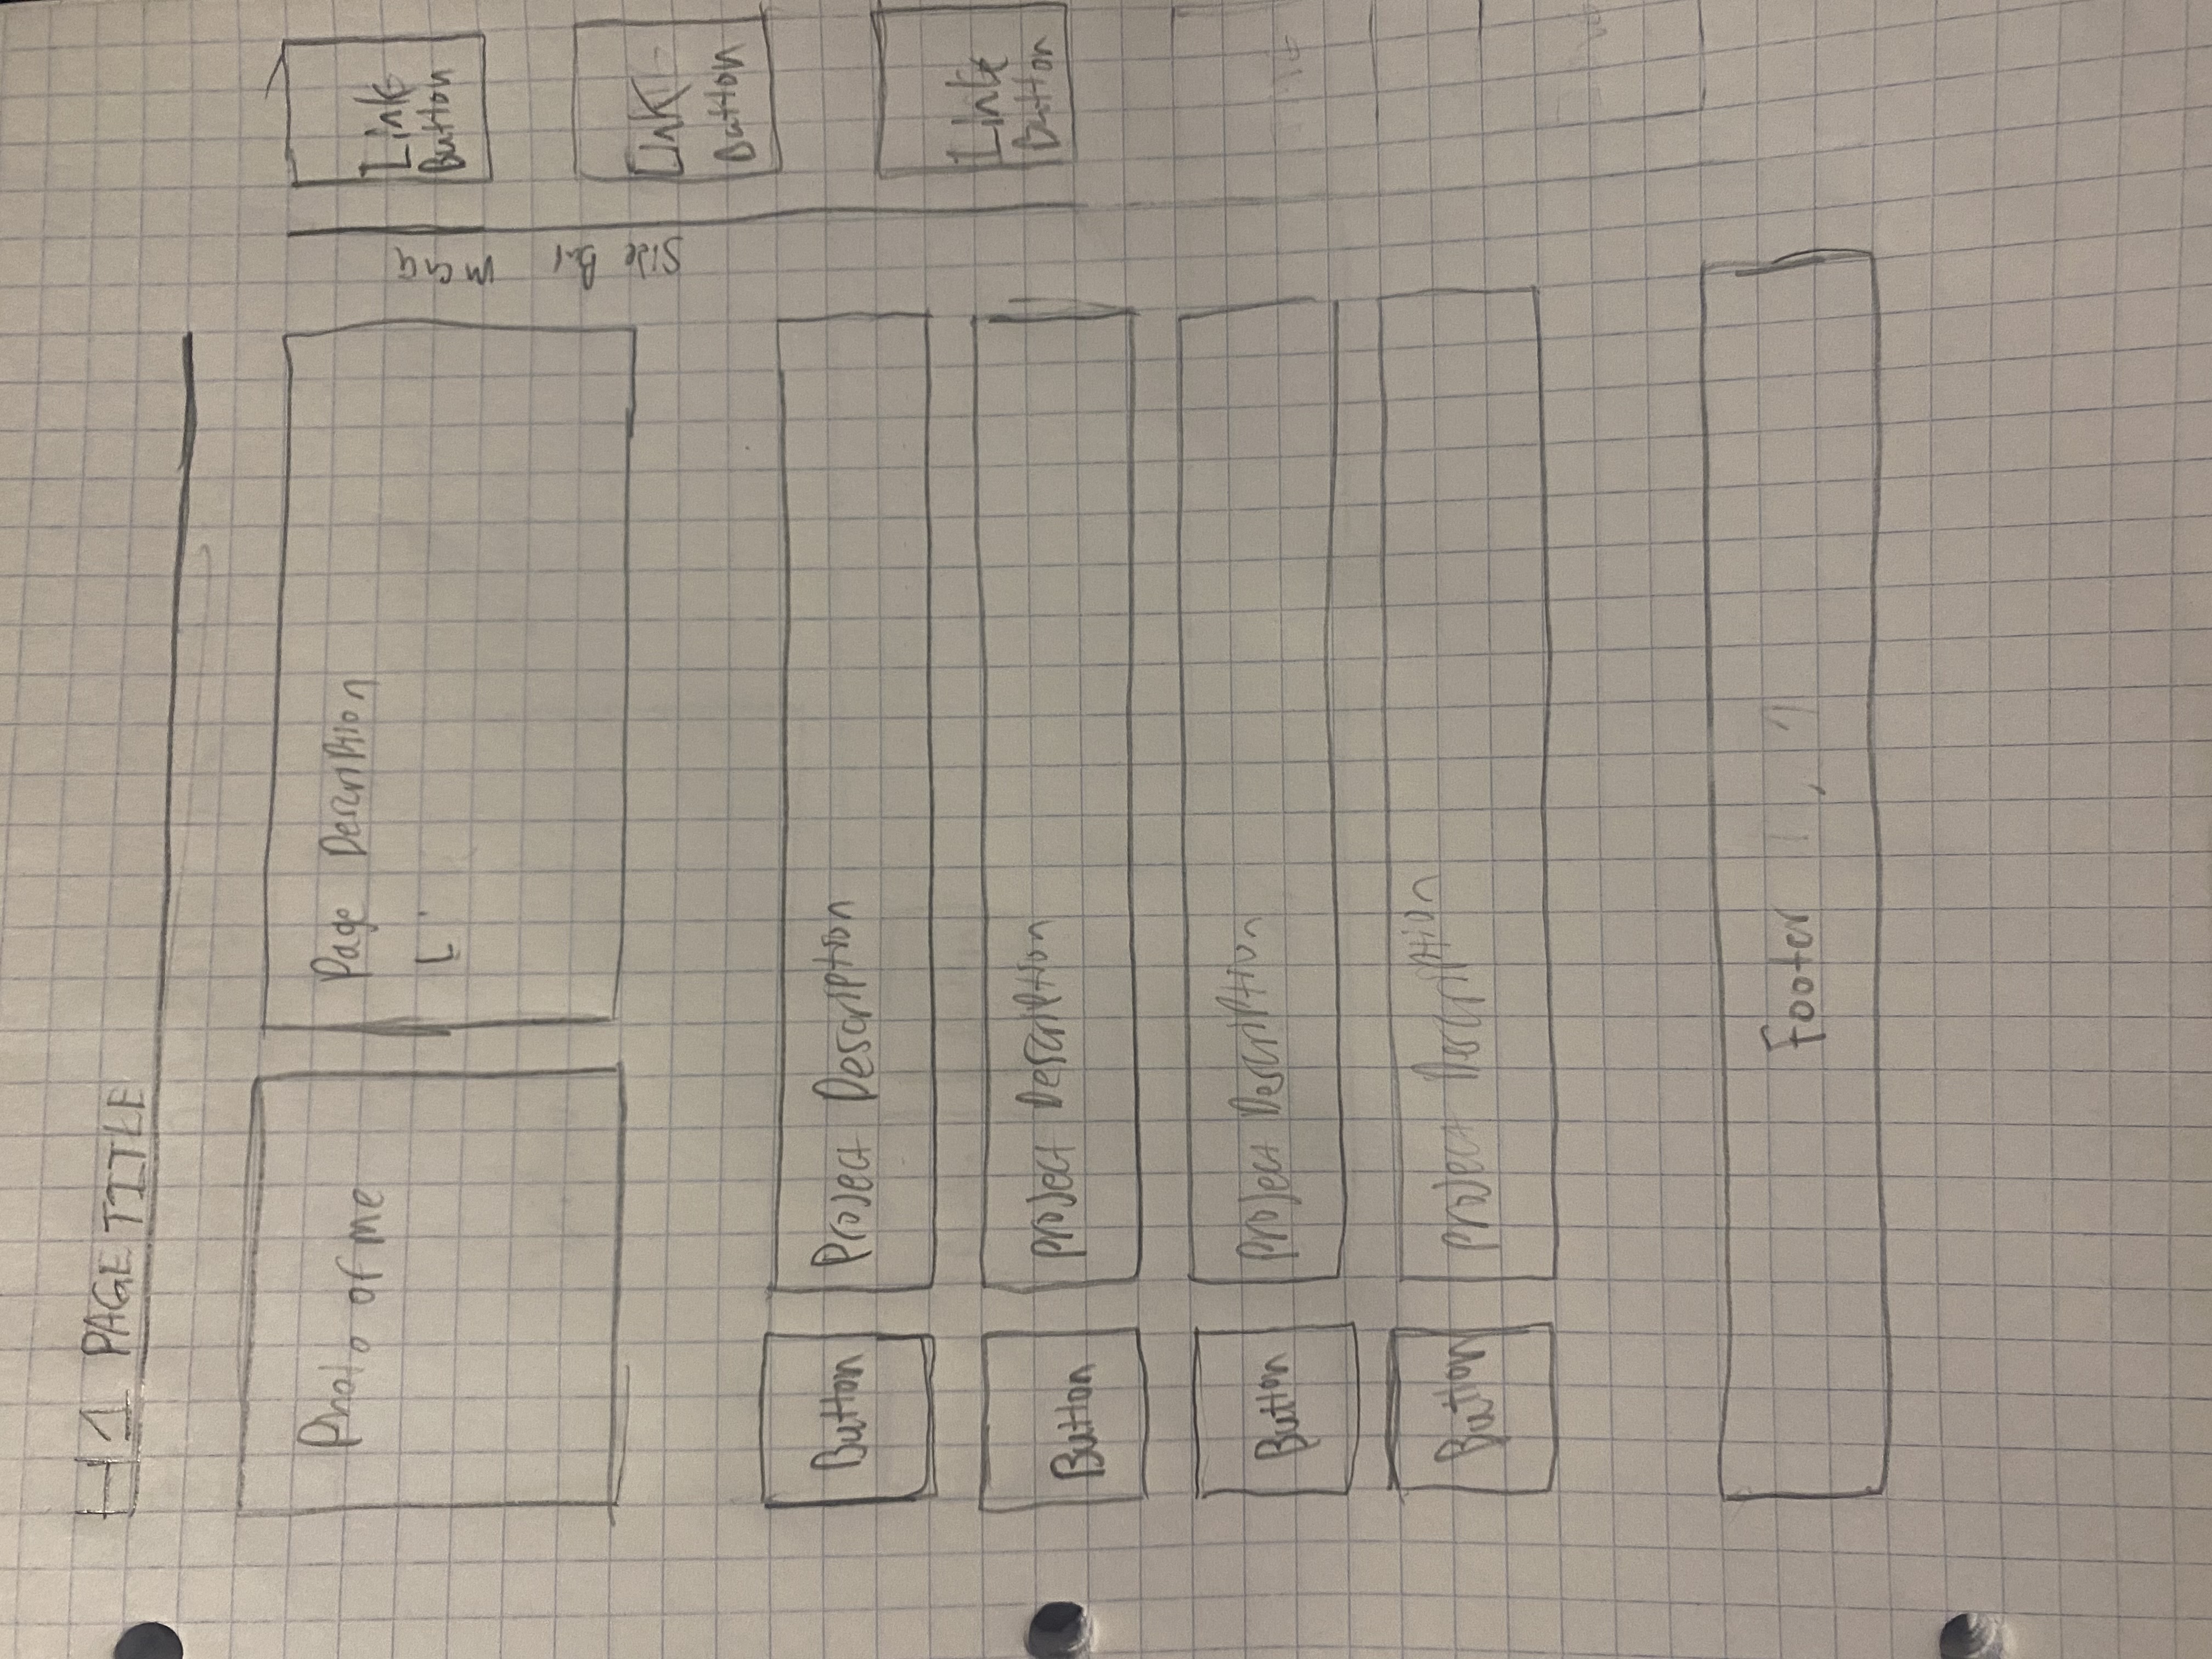 H1 PAGE TITLE
Photo of me
Page Description
Side Bar
Link
Button
Link
Button
Link
Button
Button
Project Description
Button
Project Description
Button
Project Description
Button
Project Description
Footer